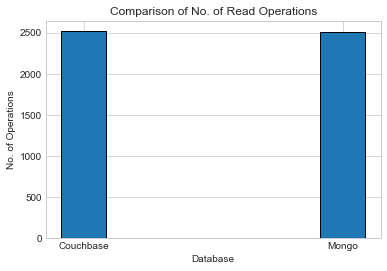 Comparison of No. of Read Operations
No. of Operations
2500
2000
1500
1000
500
0
Couchbase
Mongo
Database